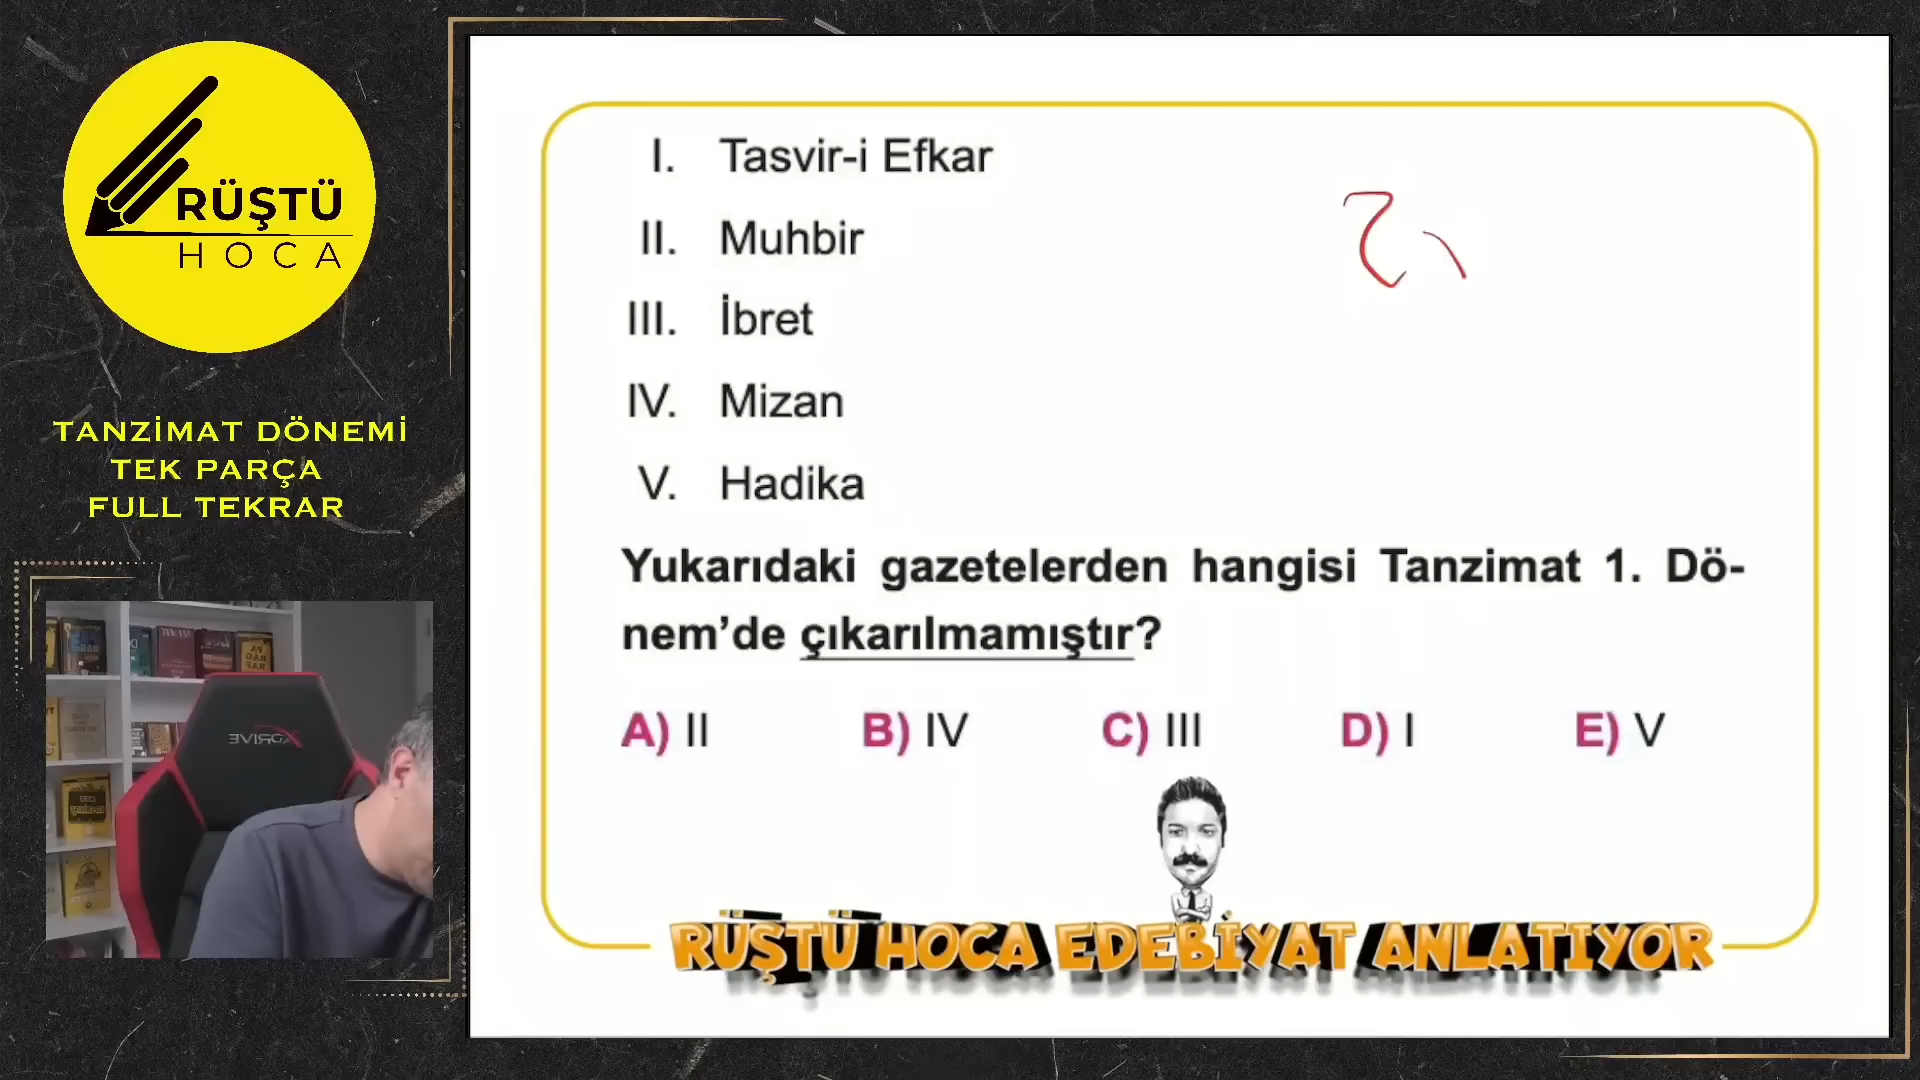 RÜŞTÜ
HOCA
TANZİMAT DÖNEMİ
TEK PARÇA
FULL TEKRAR
I. Tasvir-i Efkar
II. Muhbir
III. İbret
IV. Mizan
V. Hadika
Yukarıdaki gazetelerden hangisi Tanzimat 1. Dö-
nem’de çıkarılmamıştır?
A) II B) IV C) III D) I E) V
RÜŞTÜ HOCA EDEBİYAT ANLATIYOR